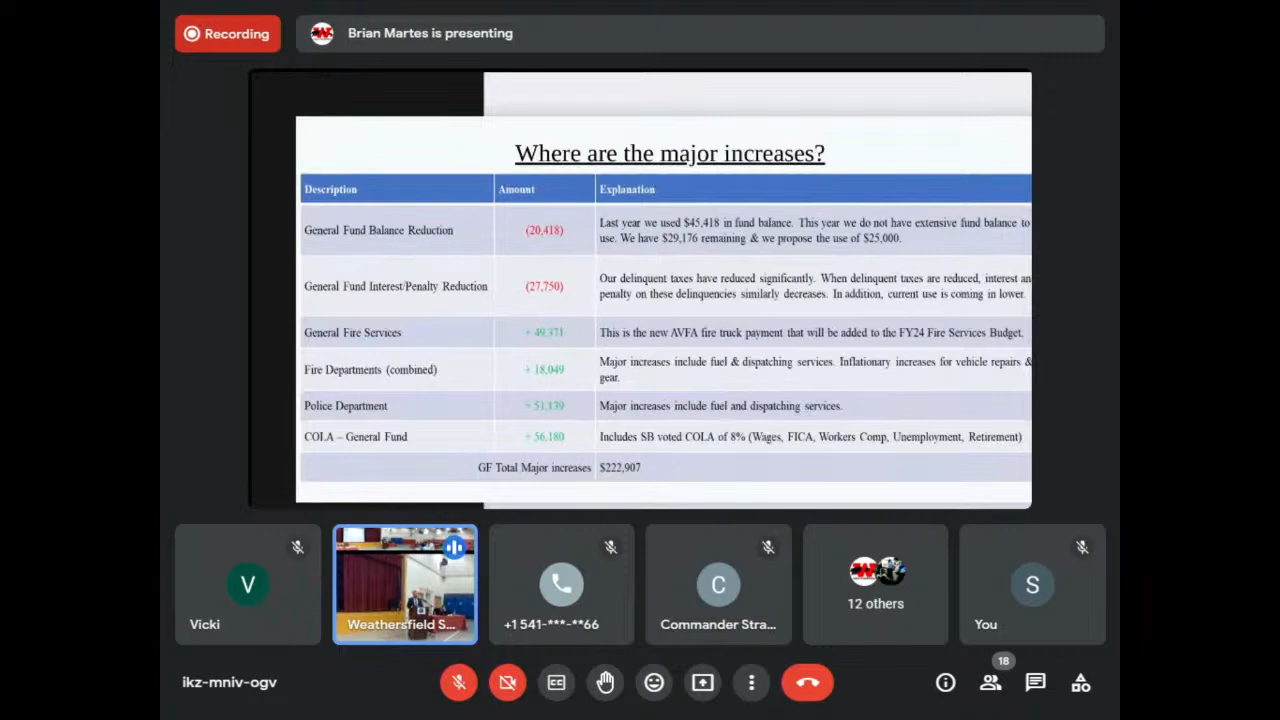 Recording
Brian Martes is presenting
Where are the major increases?
Description Amount Explanation
General Fund Balance Reduction (20,418) Last year we used $45,418 in fund balance. This year we do not have extensive fund balance to
use. We have $29,176 remaining & we propose the use of $25,000.
General Fund Interest/Penalty Reduction (27,750) Our delinquent taxes have reduced significantly. When delinquent taxes are reduced, interest an
penalty on these delinquencies similarly decreases. In addition, current use is coming in lower.
General Fire Services + 49,371 This is the new AVFA fire truck payment that will be added to the FY24 Fire Services Budget.
Fire Departments (combined) + 18,049 Major increases include fuel & dispatching services. Inflationary increases for vehicle repairs &
gear.
Police Department + 51,139 Major increases include fuel and dispatching services.
COLA – General Fund + 56,180 Includes SB voted COLA of 8% (Wages, FICA, Workers Comp, Unemployment, Retirement)
GF Total Major increases $222,907
V
C
S
12 others
Vicki
Weathersfield S...
+1 541-***-**66
Commander Stra...
You
18
ikz-mniv-ogv
CC